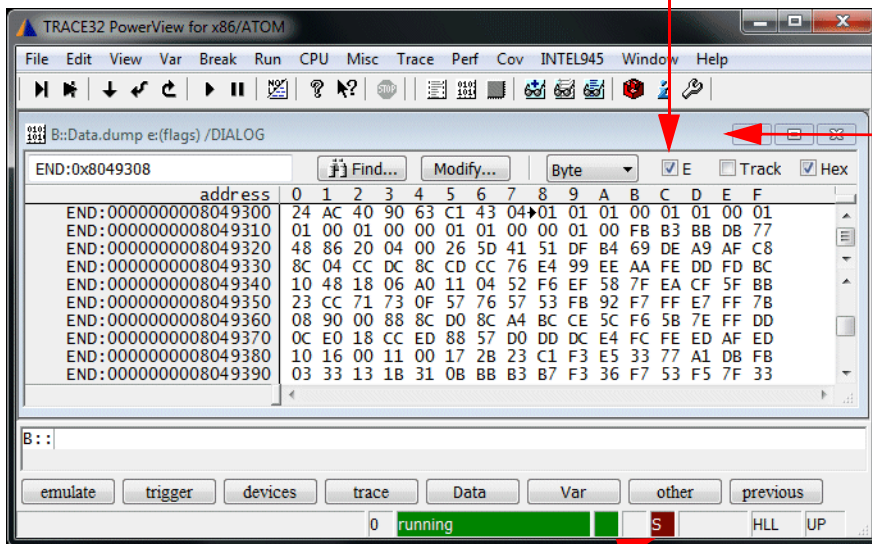 TRACE32 PowerView for x86/ATOM
File Edit View Var Break Run CPU Misc Trace Perf Cov INTEL945 Window Help
B::Data.dump e:(flags) /DIALOG
END:0x8049308 Find... Modify... Byte E Track Hex
address 0 1 2 3 4 5 6 7 8 9 A B C D E F
END:0000000008049300 24 AC 40 90 63 C1 43 04 01 01 01 00 01 01 00 01
END:0000000008049310 01 00 01 00 00 01 01 00 00 01 00 FB B3 BB DB 77
END:0000000008049320 48 86 20 04 00 26 5D 41 51 DF B4 69 DE A9 AF C8
END:0000000008049330 8C 04 CC DC 8C CD CC 76 E4 99 EE AA FE DD FD BC
END:0000000008049340 10 48 18 06 A0 11 04 52 F6 EF 58 7F EA CF 5F BB
END:0000000008049350 23 CC 71 73 0F 57 76 57 53 FB 92 F7 FF E7 FF 7B
END:0000000008049360 08 90 00 88 8C D0 8C A4 BC CE 5C F6 5B 7E FF DD
END:0000000008049370 0C E0 18 CC ED 88 57 D0 DD DC E4 FC FE ED AF ED
END:0000000008049380 10 16 00 11 00 17 2B 23 C1 F3 E5 33 77 A1 DB FB
END:0000000008049390 03 33 13 1B 31 0B BB B3 B7 F3 36 F7 53 F5 7F 33
B::
emulate trigger devices trace Data Var other previous
0 running S HLL UP